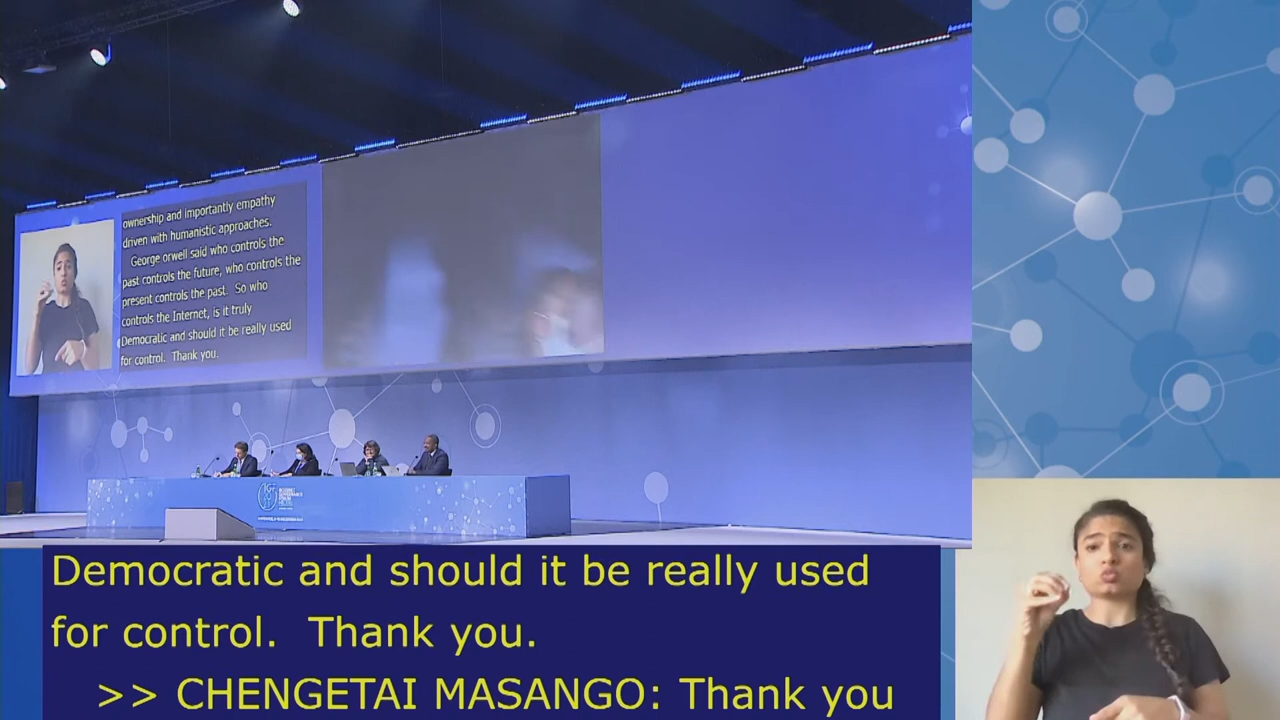 ownership and importantly empathy
driven with humanistic approaches.
George orwell said who controls the
past controls the future, who controls the
present controls the past.  So who
controls the Internet, is it truly
Democratic and should it be really used
for control.  Thank you.
Democratic and should it be really used
for control.  Thank you.
>> CHENGETAI MASANGO: Thank you